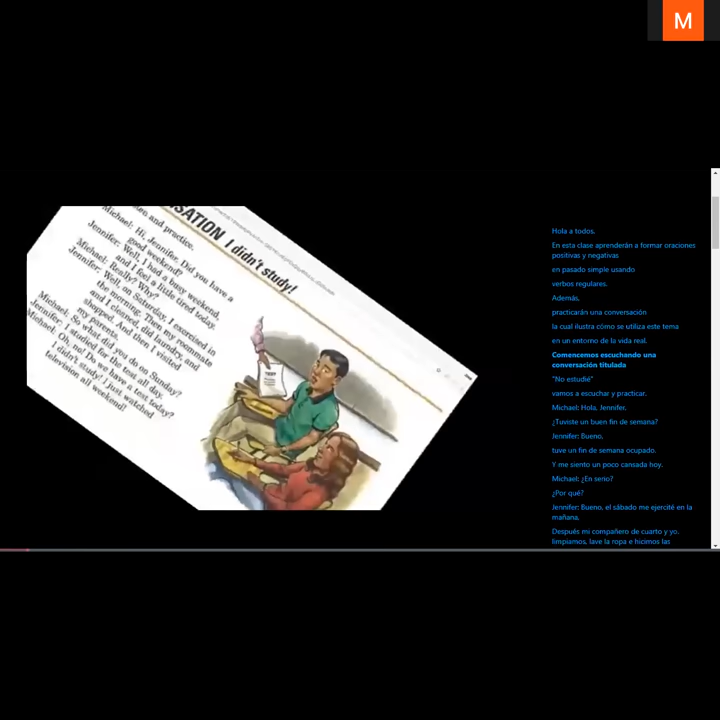 M
SATION I didn't study!
ten and practice.
Michael: Hi, Jennifer. Did you have a
good weekend?
Jennifer: Well, I had a busy weekend,
and I feel a little tired today.
Michael: Really? Why?
Jennifer: Well, on Saturday, I exercised in
the morning. Then my roommate
and I cleaned, did laundry, and
shopped. And then I visited
my parents.
Michael: So what did you do on Sunday?
Jennifer: I studied for the test all day.
Michael: Oh, no! Do we have a test today?
I didn't study! I just watched
television all weekend!
TEST
Hola a todos.
En esta clase aprenderán a formar oraciones
positivas y negativas
en pasado simple usando
verbos regulares.
Además,
practicarán una conversación
la cual ilustra cómo se utiliza este tema
en un entorno de la vida real.
Comencemos escuchando una
conversación titulada
"No estudié"
vamos a escuchar y practicar.
Michael: Hola, Jennifer.
¿Tuviste un buen fin de semana?
Jennifer: Bueno,
tuve un fin de semana ocupado.
Y me siento un poco cansada hoy.
Michael: ¿En serio?
¿Por qué?
Jennifer: Bueno, el sábado me ejercité en la
mañana.
Después mi compañero de cuarto y yo.
limpiamos, lave la ropa e hicimos las